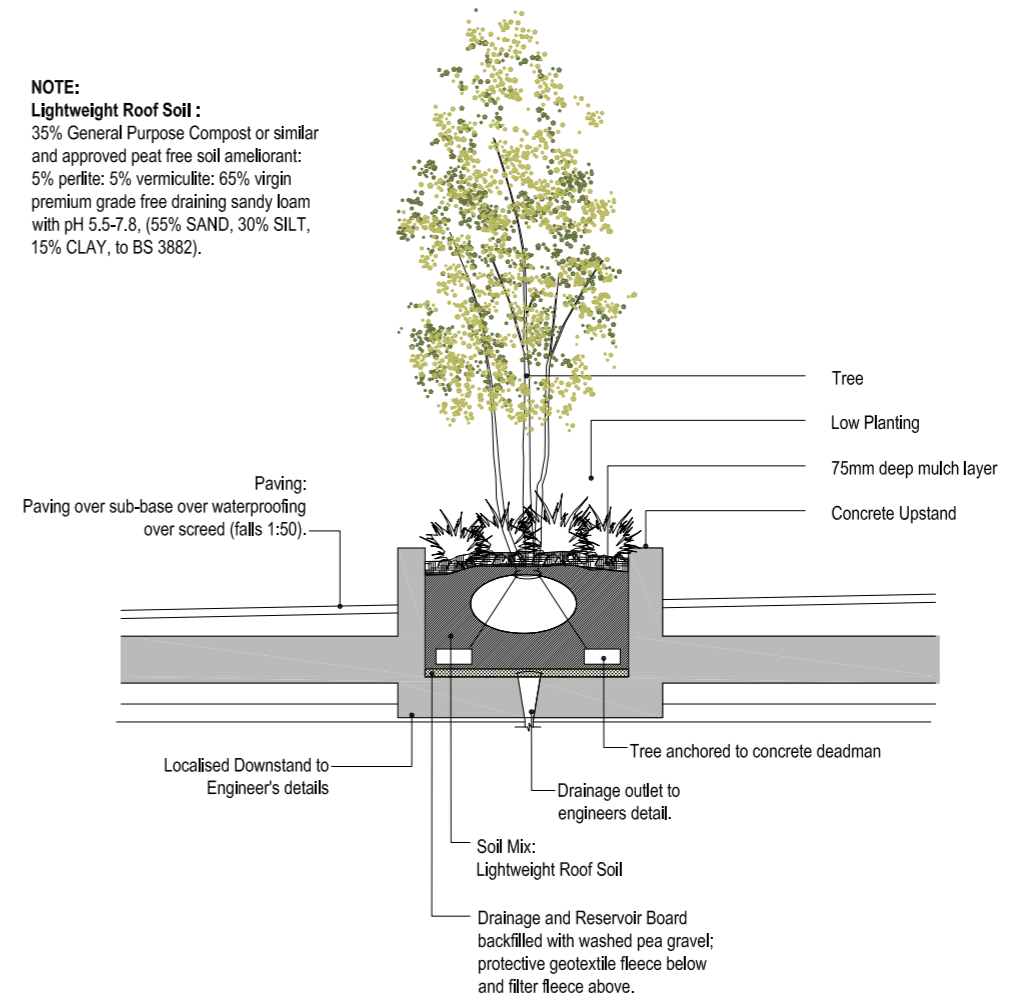 NOTE:
Lightweight Roof Soil :
35% General Purpose Compost or similar
and approved peat free soil ameliorant:
5% perlite: 5% vermiculite: 65% virgin
premium grade free draining sandy loam
with pH 5.5-7.8, (55% SAND, 30% SILT,
15% CLAY, to BS 3882).
Tree
Low Planting
75mm deep mulch layer
Concrete Upstand
Paving:
Paving over sub-base over waterproofing
over screed (falls 1:50).
Tree anchored to concrete deadman
Localised Downstand to
Engineer's details
Drainage outlet to
engineers detail.
Soil Mix:
Lightweight Roof Soil
Drainage and Reservoir Board
backfilled with washed pea gravel;
protective geotextile fleece below
and filter fleece above.